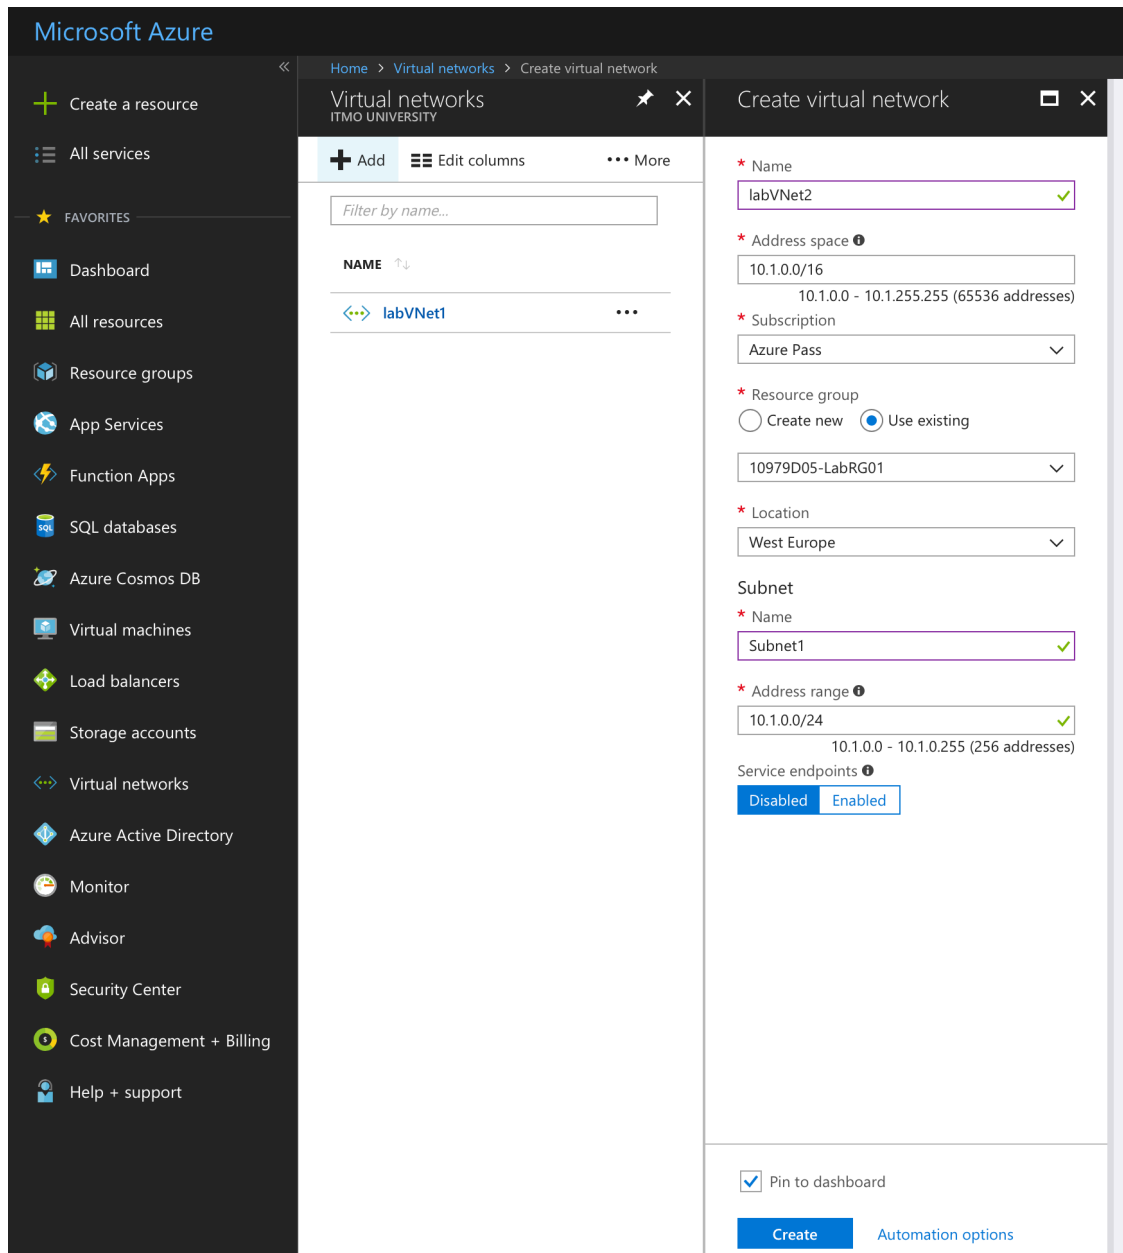 Microsoft Azure
Create a resource
All services
FAVORITES
Dashboard
All resources
Resource groups
App Services
Function Apps
SQL
SQL databases
Azure Cosmos DB
Virtual machines
Load balancers
Storage accounts
Virtual networks
Azure Active Directory
Monitor
Advisor
Security Center
Cost Management + Billing
Help + support
Home > Virtual networks > Create virtual network
Virtual networks
ITMO UNIVERSITY
Add Edit columns ••• More
Filter by name...
NAME ↑↓
labVNet1 •••
Create virtual network
* Name
labVNet2
* Address space
10.1.0.0/16
10.1.0.0 - 10.1.255.255 (65536 addresses)
* Subscription
Azure Pass
* Resource group
Create new Use existing
10979D05-LabRG01
* Location
West Europe
Subnet
* Name
Subnet1
* Address range
10.1.0.0/24
10.1.0.0 - 10.1.0.255 (256 addresses)
Service endpoints
Disabled Enabled
Pin to dashboard
Create Automation options